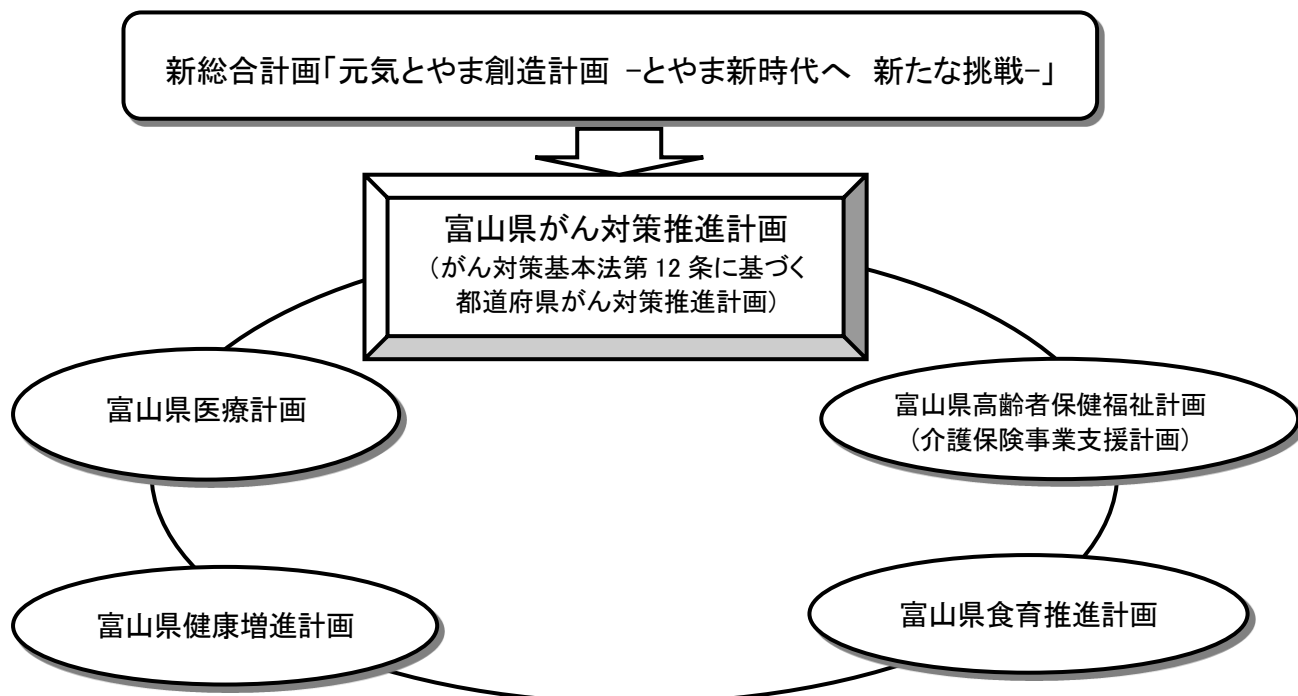 新総合計画「元気とやま創造計画 -とやま新時代へ 新たな挑戦-」
富山県がん対策推進計画
（がん対策基本法第 12 条に基づく
都道府県がん対策推進計画）
富山県医療計画
富山県高齢者保健福祉計画
（介護保険事業支援計画）
富山県健康増進計画
富山県食育推進計画